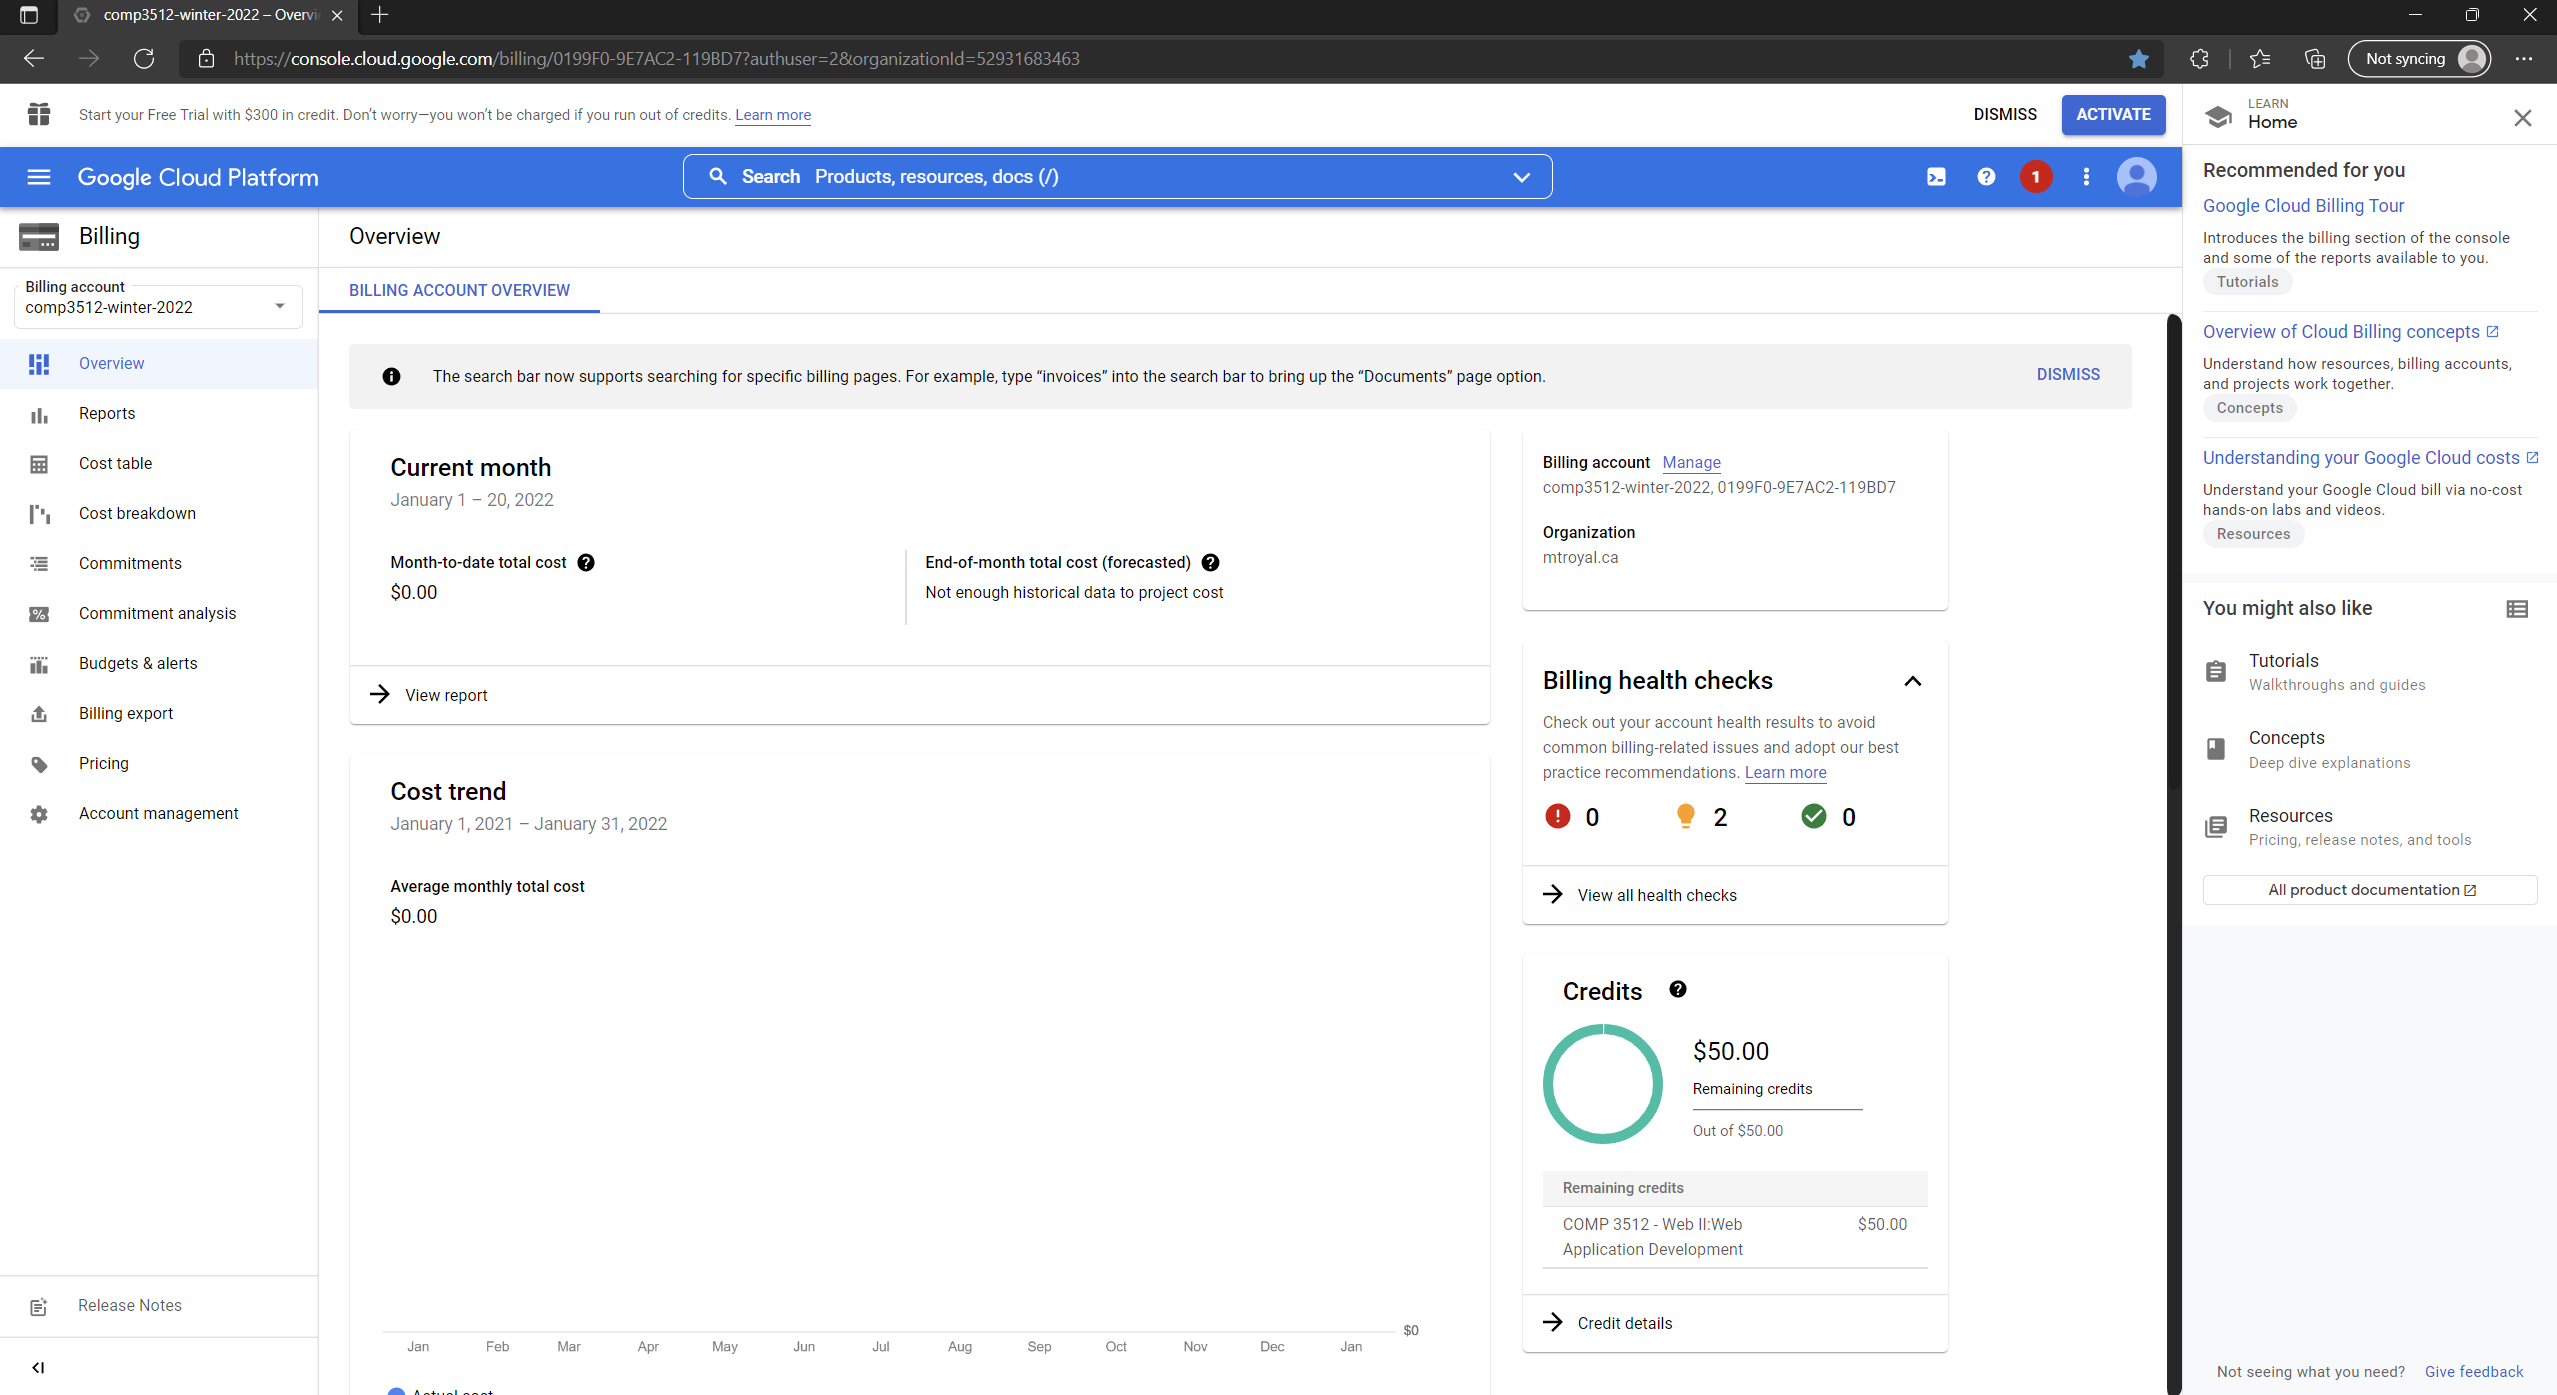 comp3512-winter-2022 – Overvi
https://console.cloud.google.com/billing/0199F0-9E7AC2-119BD7?authuser=2&organizationId=52931683463
Not syncing
Start your Free Trial with $300 in credit. Don't worry—you won't be charged if you run out of credits. Learn more
DISMISS
ACTIVATE
Google Cloud Platform
Search Products, resources, docs (/)
1
Billing
Billing account
comp3512-winter-2022
Overview
Reports
Cost table
Cost breakdown
Commitments
Commitment analysis
Budgets & alerts
Billing export
Pricing
Account management
Release Notes
Overview
BILLING ACCOUNT OVERVIEW
The search bar now supports searching for specific billing pages. For example, type “invoices” into the search bar to bring up the “Documents” page option.
DISMISS
Current month
January 1 – 20, 2022
Month-to-date total cost
$0.00
End-of-month total cost (forecasted)
Not enough historical data to project cost
View report
Cost trend
January 1, 2021 – January 31, 2022
Average monthly total cost
$0.00
$0
Jan Feb Mar Apr May Jun Jul Aug Sep Oct Nov Dec Jan
Actual cost
Billing account Manage
comp3512-winter-2022, 0199F0-9E7AC2-119BD7
Organization
mtroyal.ca
Billing health checks
Check out your account health results to avoid
common billing-related issues and adopt our best
practice recommendations. Learn more
0 2 0
View all health checks
Credits
$50.00
Remaining credits
Out of $50.00
Remaining credits
COMP 3512 - Web II:Web $50.00
Application Development
Credit details
LEARN
Home
Recommended for you
Google Cloud Billing Tour
Introduces the billing section of the console
and some of the reports available to you.
Tutorials
Overview of Cloud Billing concepts
Understand how resources, billing accounts,
and projects work together.
Concepts
Understanding your Google Cloud costs
Understand your Google Cloud bill via no-cost
hands-on labs and videos.
Resources
You might also like
Tutorials
Walkthroughs and guides
Concepts
Deep dive explanations
Resources
Pricing, release notes, and tools
All product documentation
Not seeing what you need? Give feedback